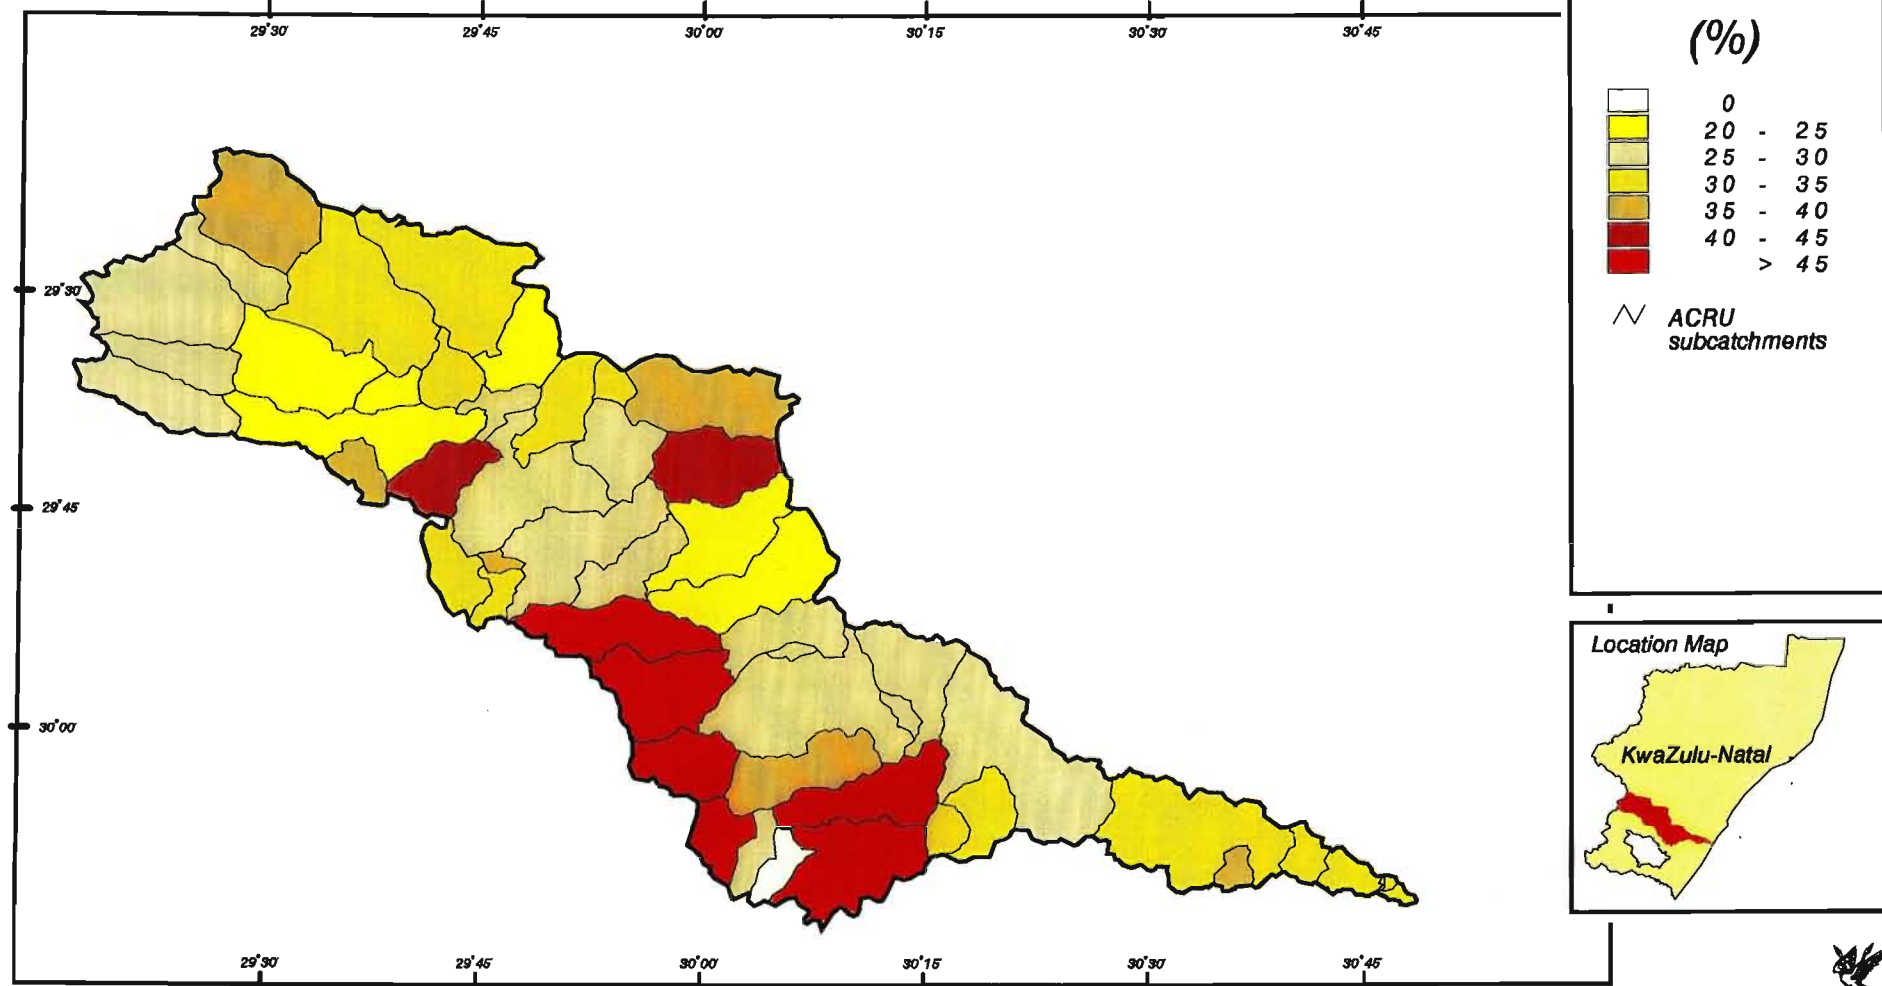 29°30'
29°45'
30°00'
30°15'
30°30'
30°45'
(%)
0
20 - 25
25 - 30
30 - 35
35 - 40
40 - 45
> 45
ACRU
subcatchments
29°30'
29°45'
30°00'
Location Map
KwaZulu-Natal
29°30'
29°45'
30°00'
30°15'
30°30'
30°45'